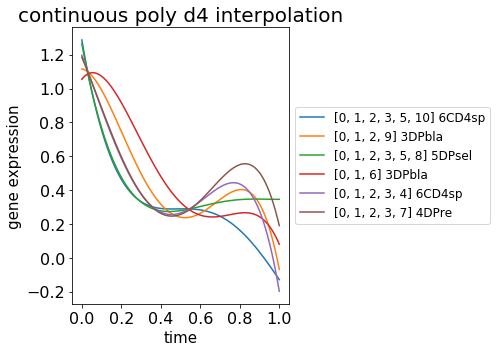 continuous poly d4 interpolation
gene expression
1.2
1.0
0.8
0.6
0.4
0.2
0.0
−0.2
0.0 0.2 0.4 0.6 0.8 1.0
time
[0, 1, 2, 3, 5, 10] 6CD4sp
[0, 1, 2, 9] 3DPbla
[0, 1, 2, 3, 5, 8] 5DPsel
[0, 1, 6] 3DPbla
[0, 1, 2, 3, 4] 6CD4sp
[0, 1, 2, 3, 7] 4DPre